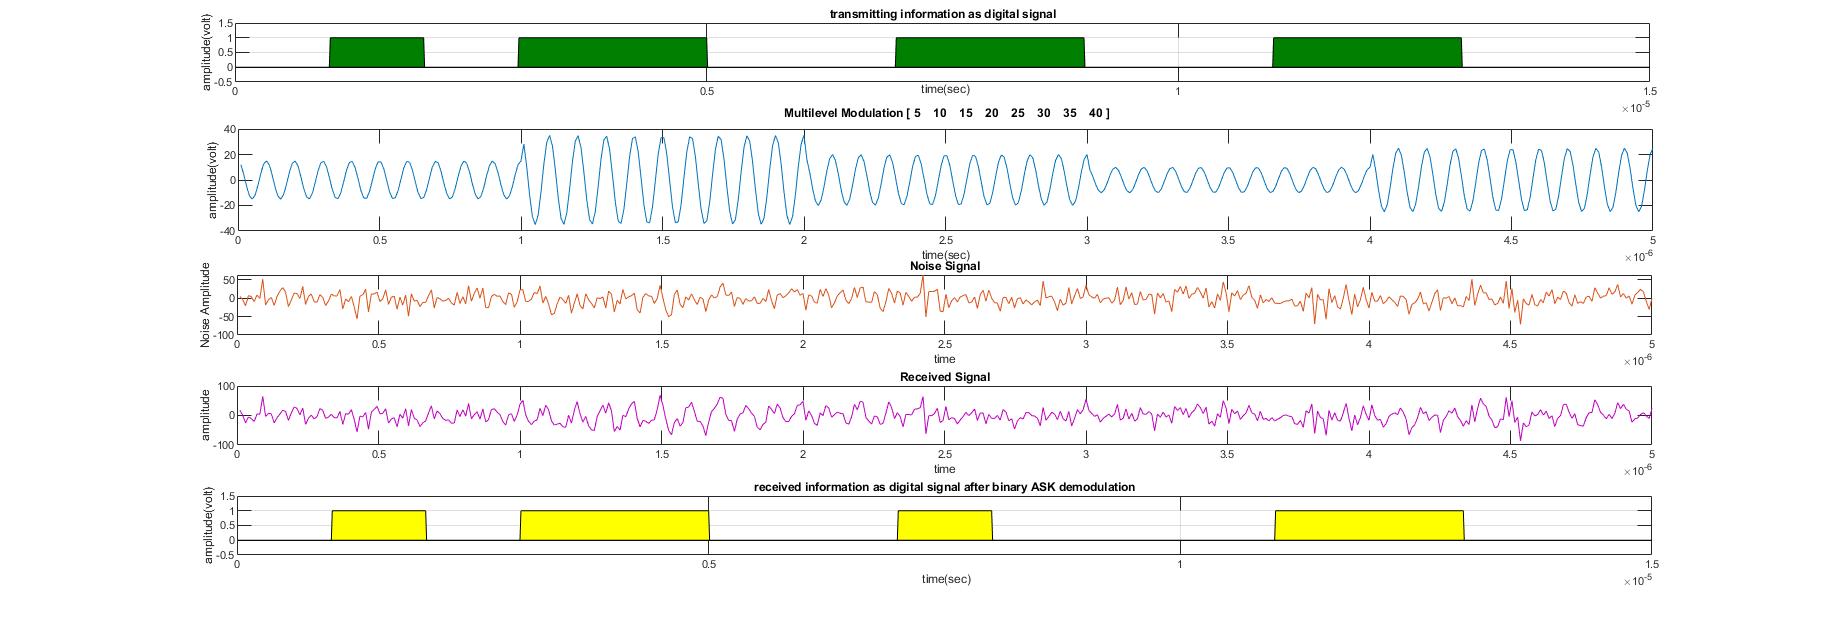 transmitting information as digital signal
amplitude(volt)
1.5
1
0.5
0
-0.5
0 0.5 1 1.5
time(sec)
×10-5
Multilevel Modulation [ 5 10 15 20 25 30 35 40 ]
amplitude(volt)
40
20
0
-20
-40
0 0.5 1 1.5 2 2.5 3 3.5 4 4.5 5
time(sec)
×10-6
Noise Signal
Noise Amplitude
50
0
-50
-100
0 0.5 1 1.5 2 2.5 3 3.5 4 4.5 5
time
×10-6
Received Signal
amplitude
100
0
-100
0 0.5 1 1.5 2 2.5 3 3.5 4 4.5 5
time
×10-6
received information as digital signal after binary ASK demodulation
amplitude(volt)
1.5
1
0.5
0
-0.5
0 0.5 1 1.5
time(sec)
×10-5